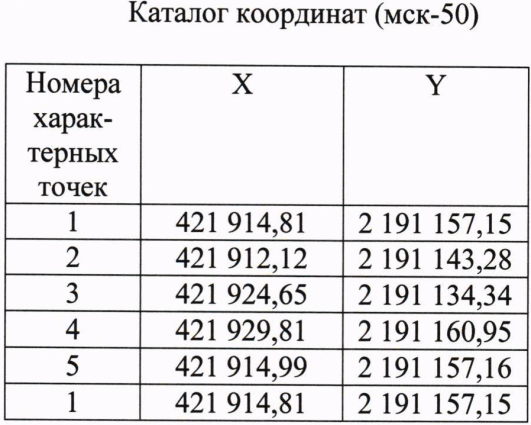 Каталог координат (мск-50)
Номера
харак-
терных
точек
X
Y
1 421 914,81 2 191 157,15
2 421 912,12 2 191 143,28
3 421 924,65 2 191 134,34
4 421 929,81 2 191 160,95
5 421 914,99 2 191 157,16
1 421 914,81 2 191 157,15